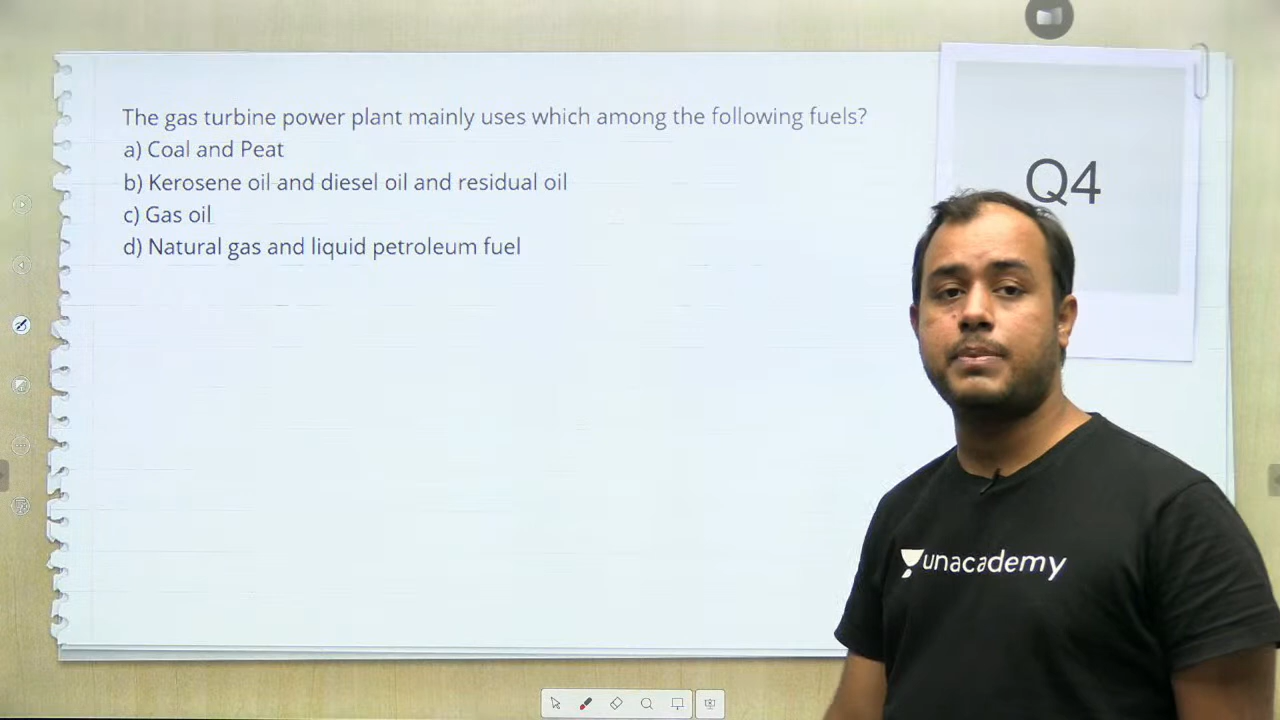 The gas turbine power plant mainly uses which among the following fuels?
a) Coal and Peat
b) Kerosene oil and diesel oil and residual oil
c) Gas oil
d) Natural gas and liquid petroleum fuel
Q4
unacademy